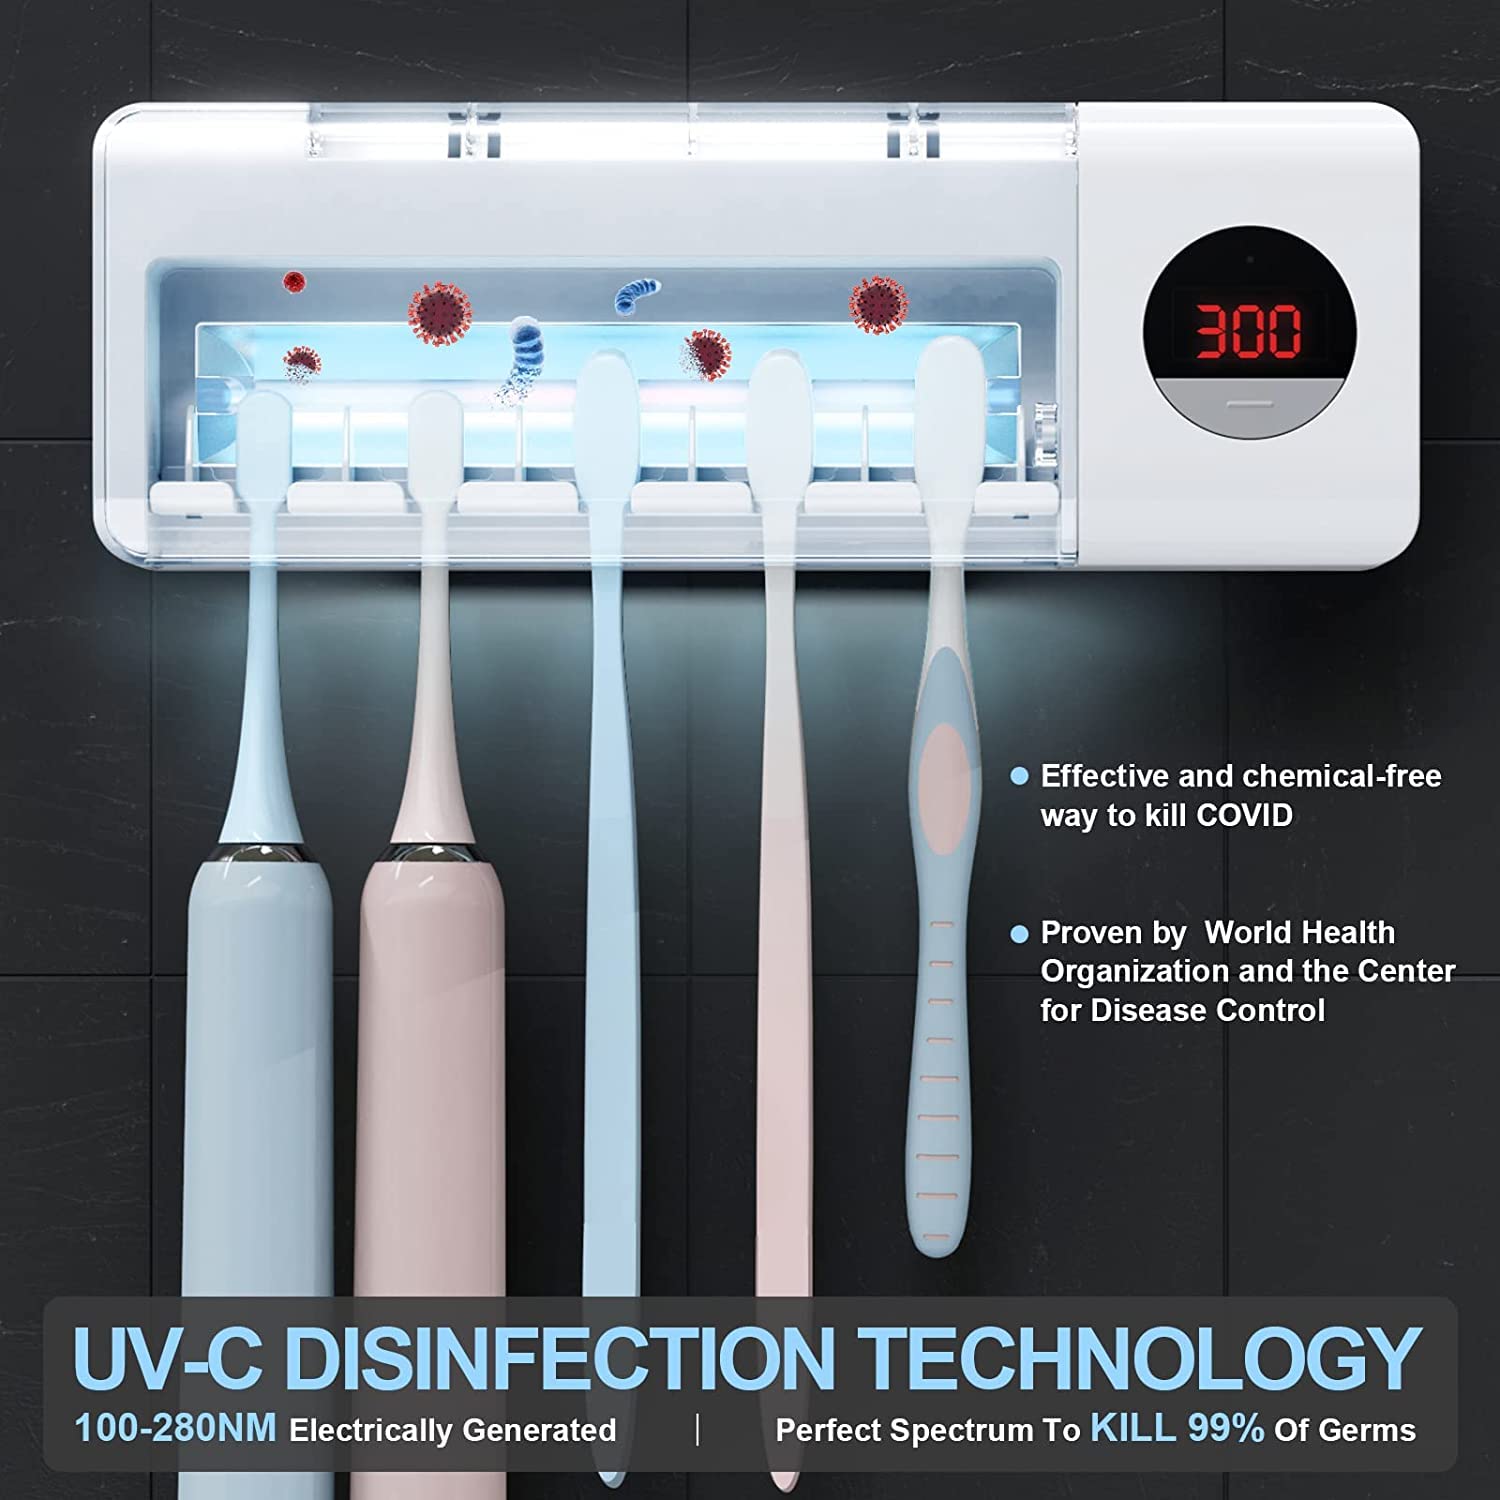 300
Effective and chemical-free
way to kill COVID
Proven by World Health
Organization and the Center
for Disease Control
UV-C DISINFECTION TECHNOLOGY
100-280NM Electrically Generated | Perfect Spectrum To KILL 99% Of Germs